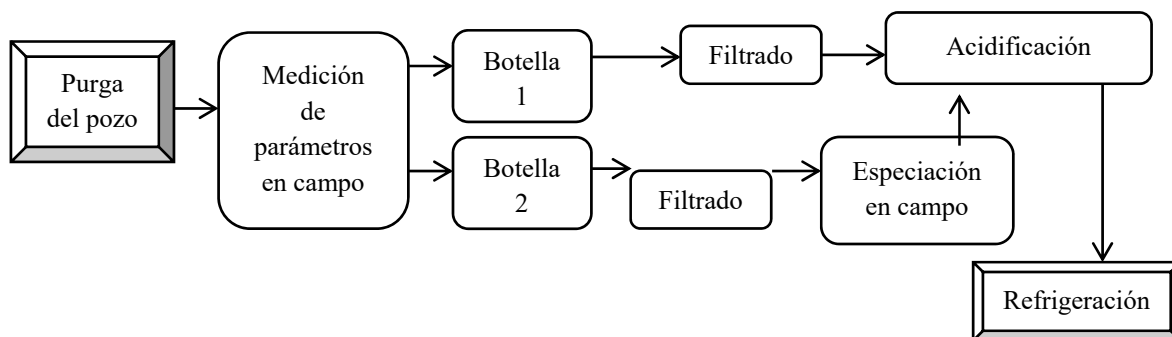 Purga
del pozo
Medición
de
parámetros
en campo
Botella
1
Filtrado
Acidificación
Botella
2
Filtrado
Especiación
en campo
Refrigeración